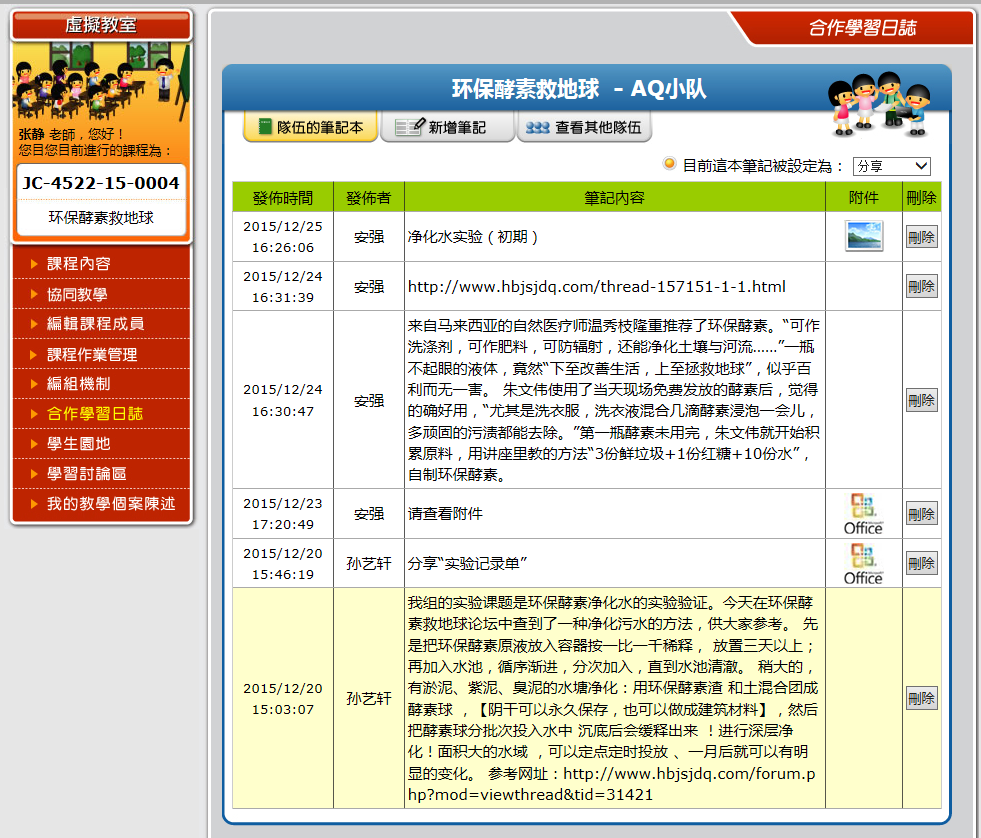 虛擬教室
张静 老師，您好！
您目您目前進行的課程為：
JC-4522-15-0004
环保酵素救地球
課程內容
協同教學
編輯課程成員
課程作業管理
編組機制
合作學習日誌
學生園地
學習討論區
我的教學個案陳述
合作學習日誌
环保酵素救地球 - AQ小队
隊伍的筆記本 新增筆記 查看其他隊伍
目前這本筆記被設定為： 分享
發佈時間 發佈者 筆記內容 附件 刪除
2015/12/25
16:26:06 安强 净化水实验（初期） 刪除
2015/12/24
16:31:39 安强 http://www.hbjsjdq.com/thread-157151-1-1.html 刪除
2015/12/24
16:30:47 安强 刪除
来自马来西亚的自然医疗师温秀枝隆重推荐了环保酵素。“可作
洗涤剂，可作肥料，可防辐射，还能净化土壤与河流……”一瓶
不起眼的液体，竟然“下至改善生活，上至拯救地球”，似乎百
利而无一害。 朱文伟使用了当天现场免费发放的酵素后，觉得
的确好用，“尤其是洗衣服，洗衣液混合几滴酵素浸泡一会儿，
多顽固的污渍都能去除。”第一瓶酵素未用完，朱文伟就开始积
累原料，用讲座里教的方法“3份鲜垃圾+1份红糖+10份水”，
自制环保酵素。
2015/12/23
17:20:49 安强 请查看附件 Office 刪除
2015/12/20
15:46:19 孙艺轩 分享“实验记录单” Office 刪除
2015/12/20
15:03:07 孙艺轩 刪除
我组的实验课题是环保酵素净化水的实验验证。今天在环保酵
素救地球论坛中查到了一种净化污水的方法，供大家参考。 先
是把环保酵素原液放入容器按一比一千稀释， 放置三天以上；
再加入水池，循序渐进，分次加入，直到水池清澈。 稍大的，
有淤泥、紫泥、臭泥的水塘净化：用环保酵素渣 和土混合团成
酵素球 ，【阴干可以永久保存，也可以做成建筑材料】，然后
把酵素球分批次投入水中 沉底后会缓释出来 ！进行深层净
化！面积大的水域 ，可以定点定时投放 、一月后就可以有明
显的变化。 参考网址：http://www.hbjsjdq.com/forum.p
hp?mod=viewthread&tid=31421